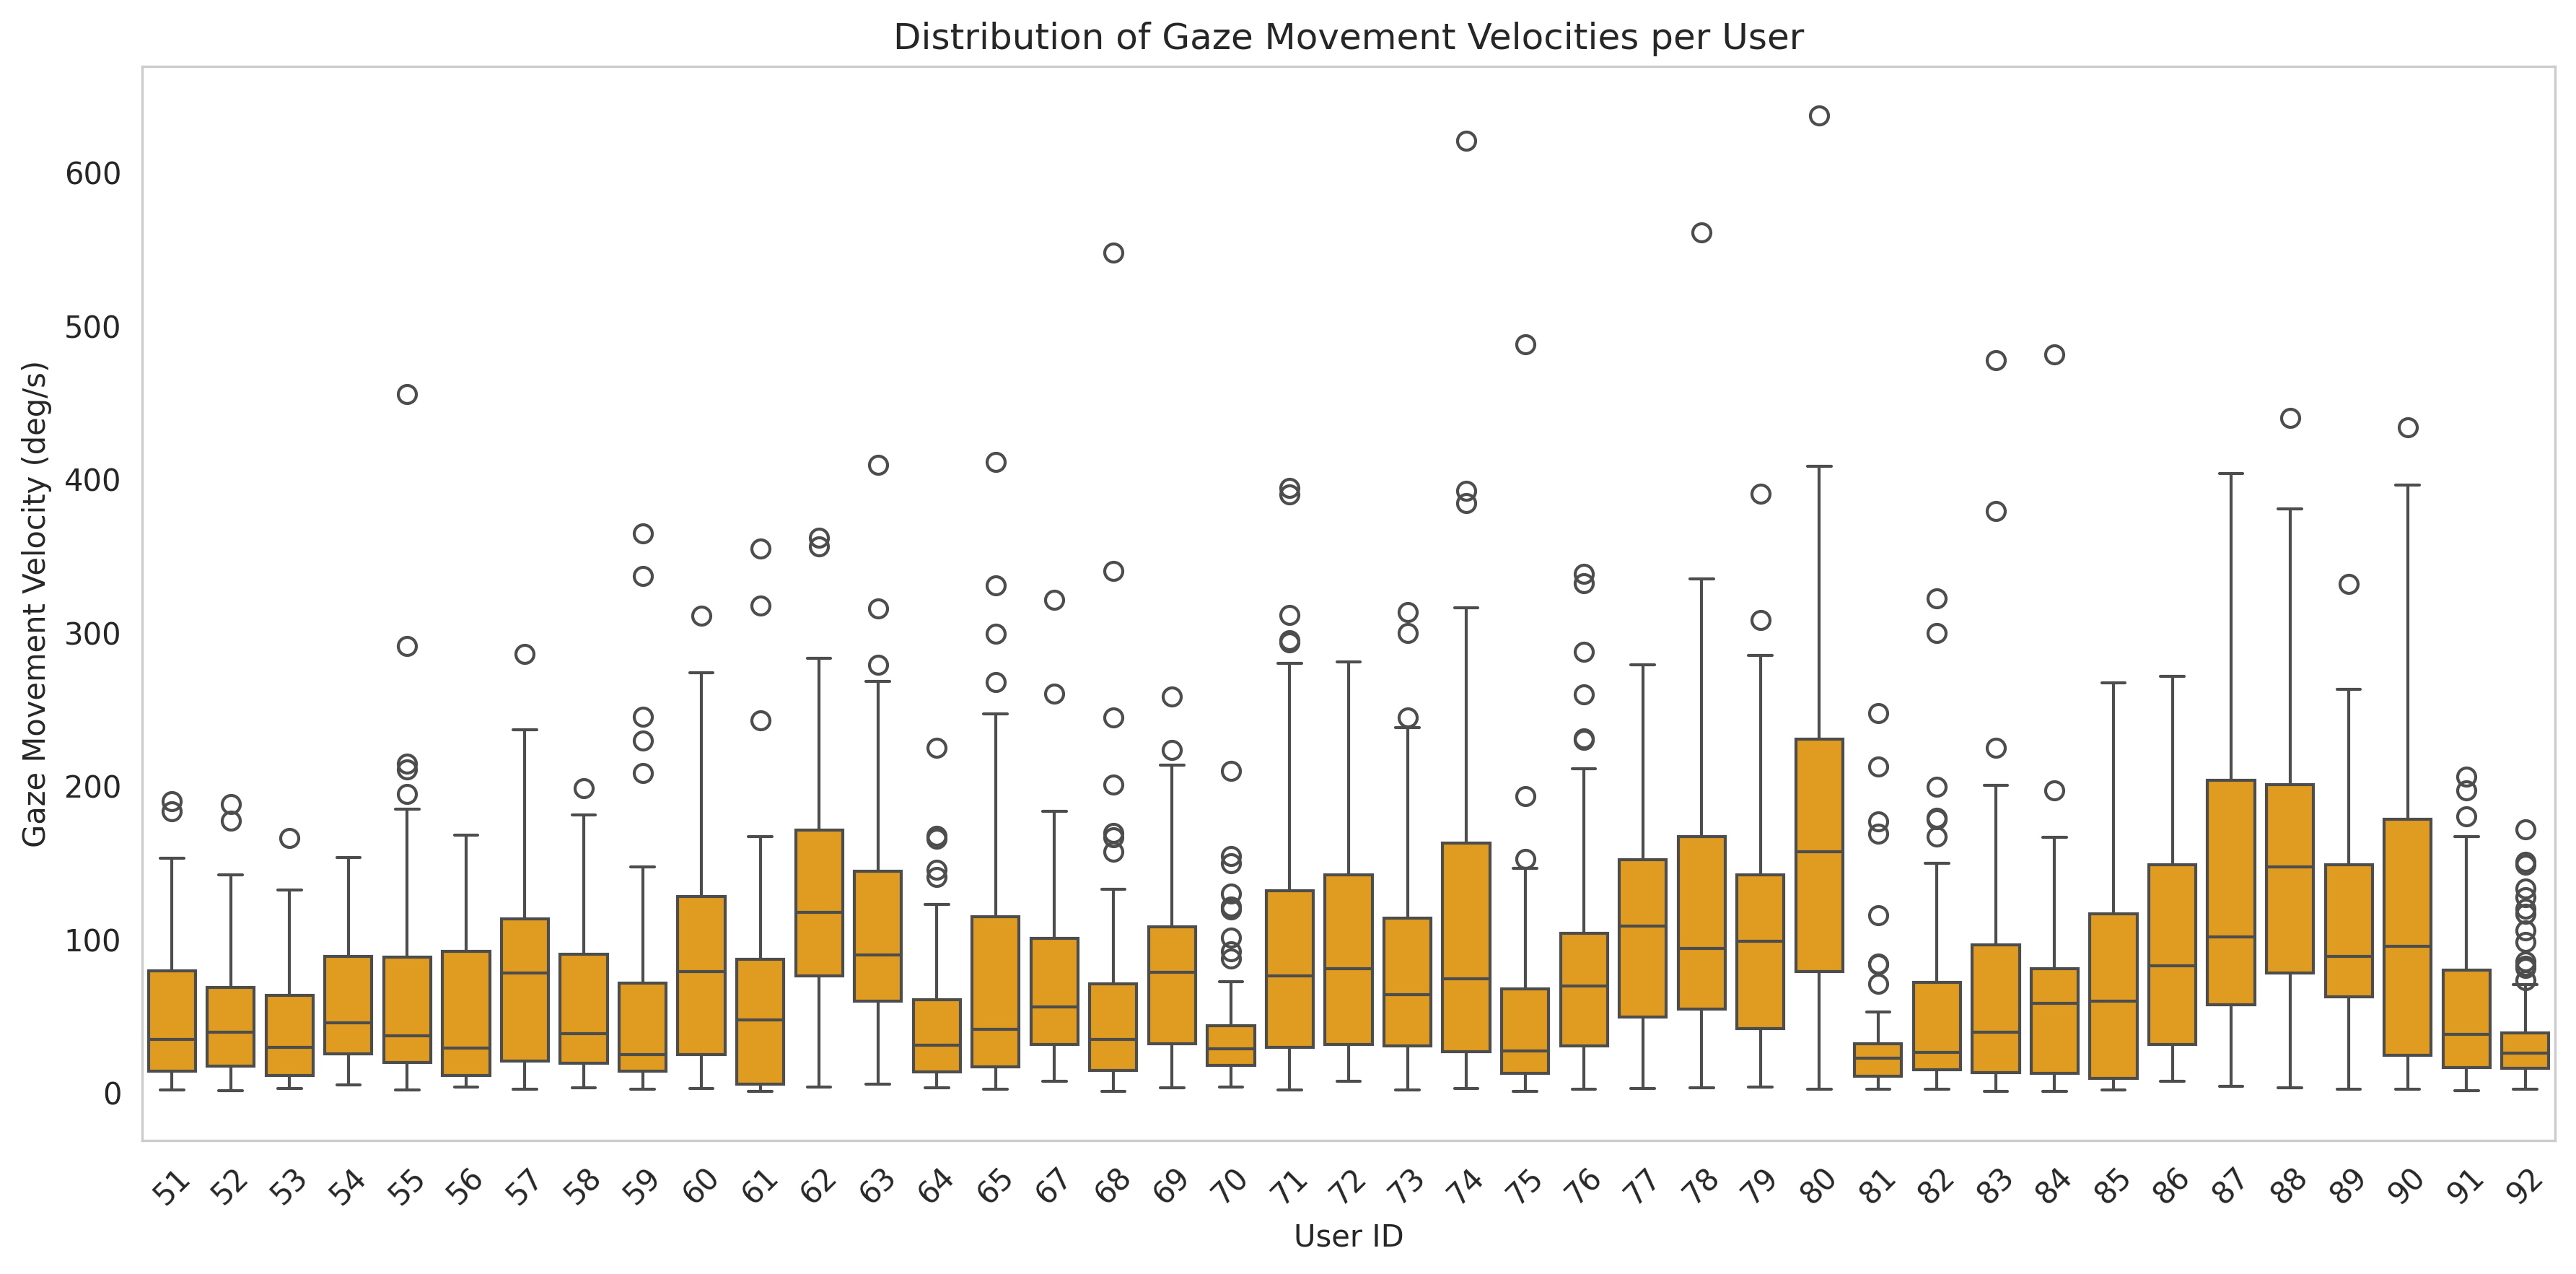 Distribution of Gaze Movement Velocities per User
Gaze Movement Velocity (deg/s)
600
500
400
300
200
100
0
51 52 53 54 55 56 57 58 59 60 61 62 63 64 65 67 68 69 70 71 72 73 74 75 76 77 78 79 80 81 82 83 84 85 86 87 88 89 90 91 92
User ID